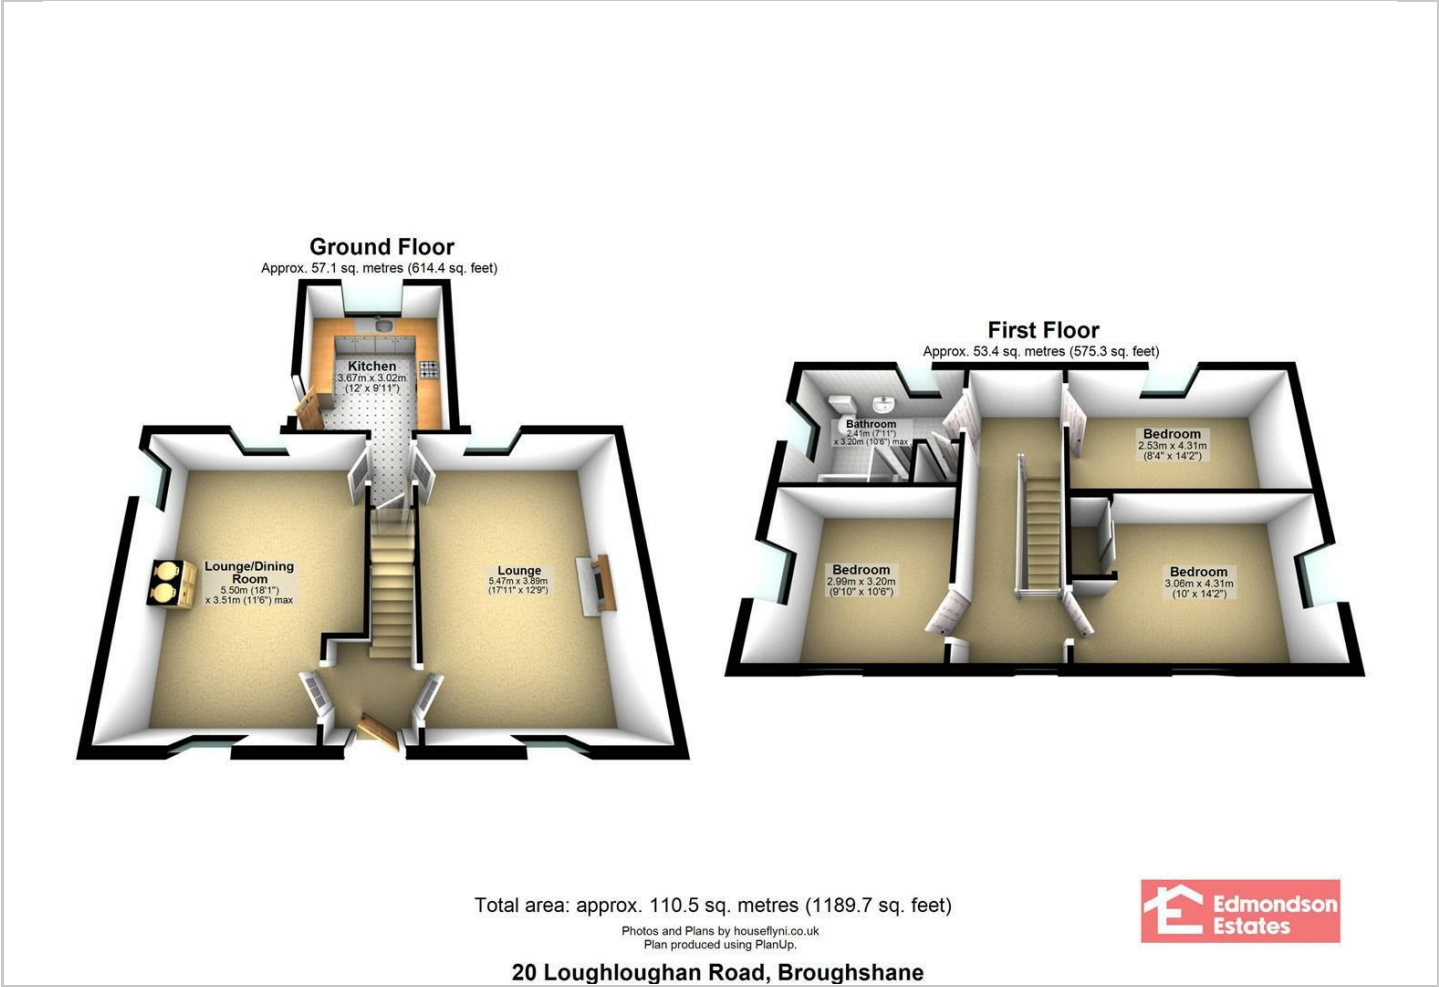 Ground Floor
Approx. 57.1 sq. metres (614.4 sq. feet)
Kitchen
3.67m x 3.02m
(12' x 9'11")
Lounge/Dining
Room
5.50m (18'1")
x 3.51m (11'6") max
Lounge
5.47m x 3.89m
(17'11" x 12'9")
First Floor
Approx. 53.4 sq. metres (575.3 sq. feet)
Bathroom
2.41m (7'11")
x 3.20m (10'6") max
Bedroom
2.53m x 4.31m
(8'4" x 14'2")
Bedroom
2.99m x 3.20m
(9'10" x 10'6")
Bedroom
3.06m x 4.31m
(10' x 14'2")
Total area: approx. 110.5 sq. metres (1189.7 sq. feet)
Photos and Plans by houseflyni.co.uk
Plan produced using PlanUp.
20 Loughloughan Road, Broughshane
Edmondson
Estates